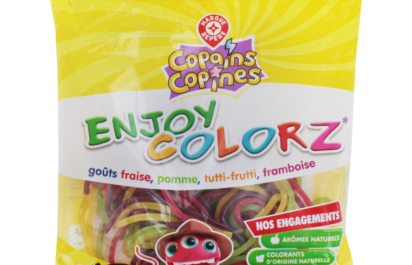 MARQUE
REPÈRE
Copains
Copines
ENJOY
COLORZ*
goûts fraise, pomme, tutti-frutti, framboise
NOS ENGAGEMENTS
ARÔMES NATURELS
COLORANTS
D'ORIGINE NATURELLE